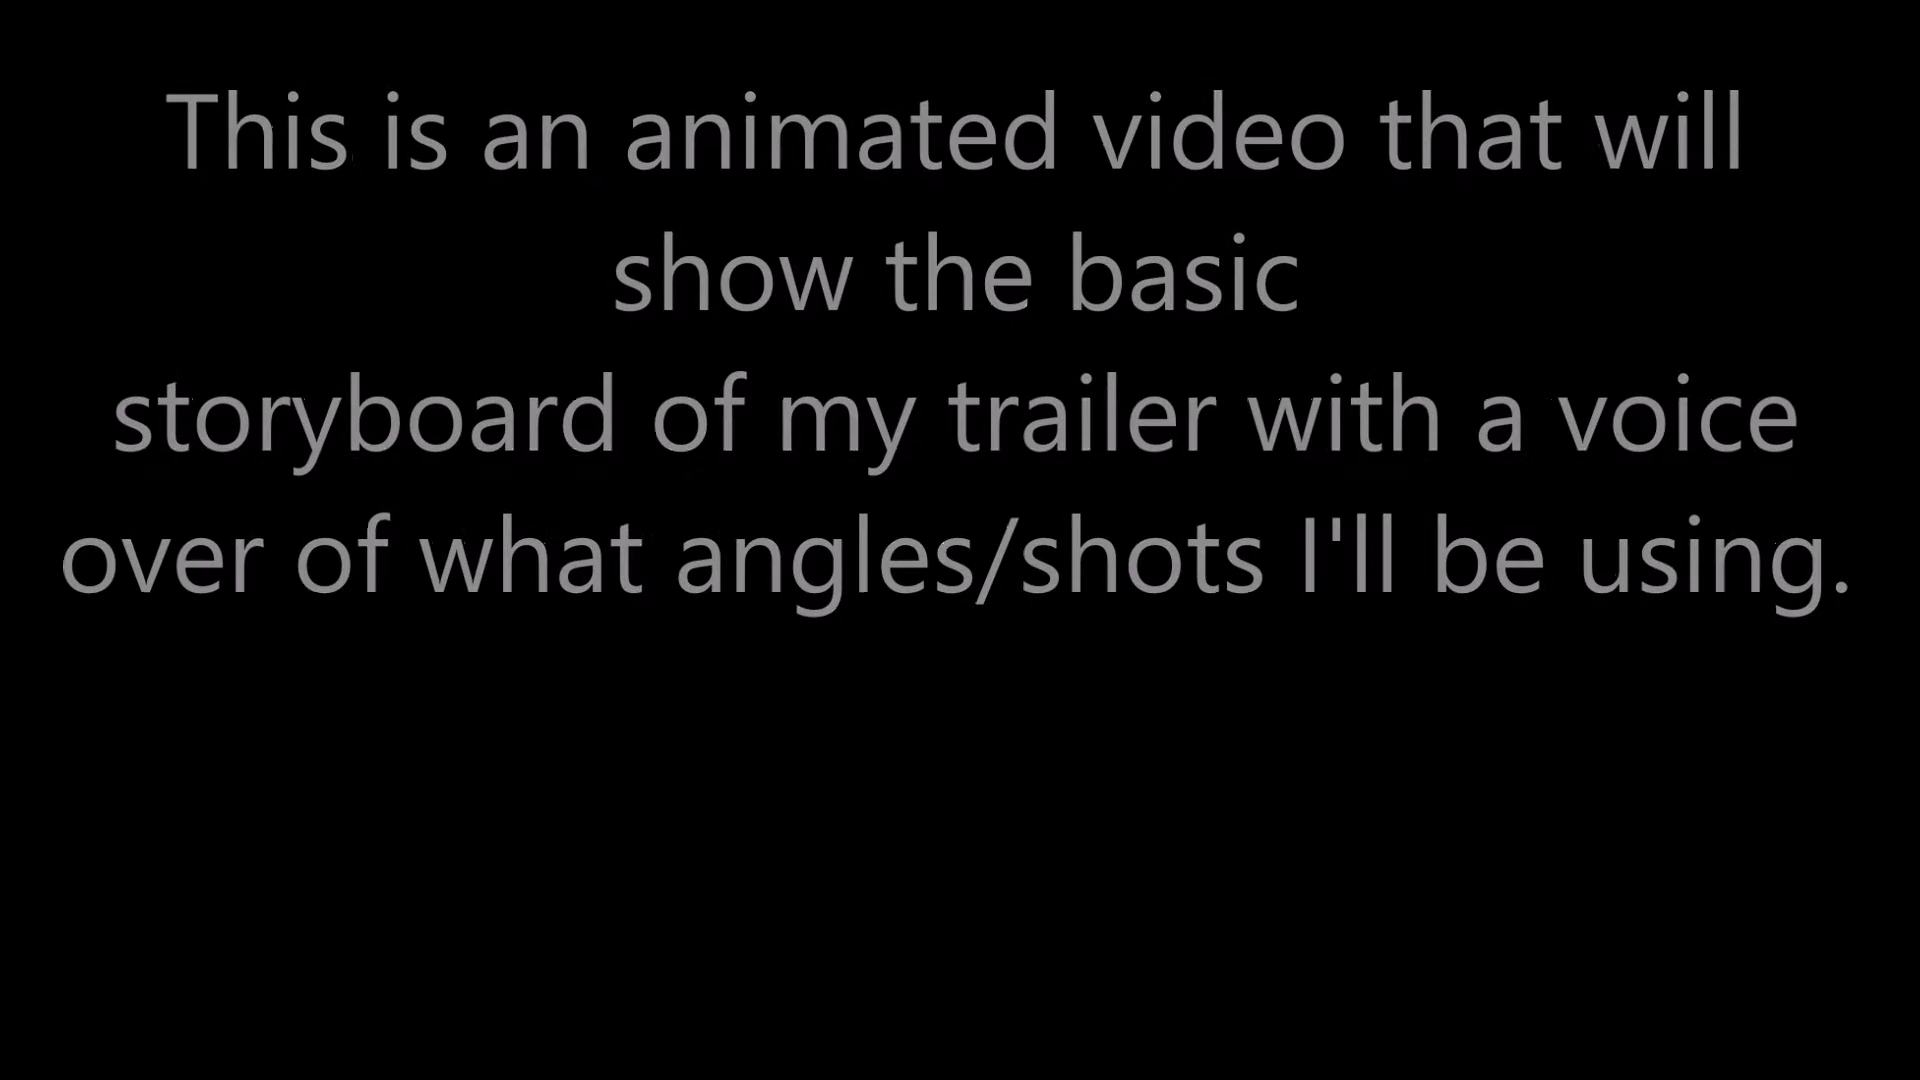 This is an animated video that will
show the basic
storyboard of my trailer with a voice
over of what angles/shots I'll be using.